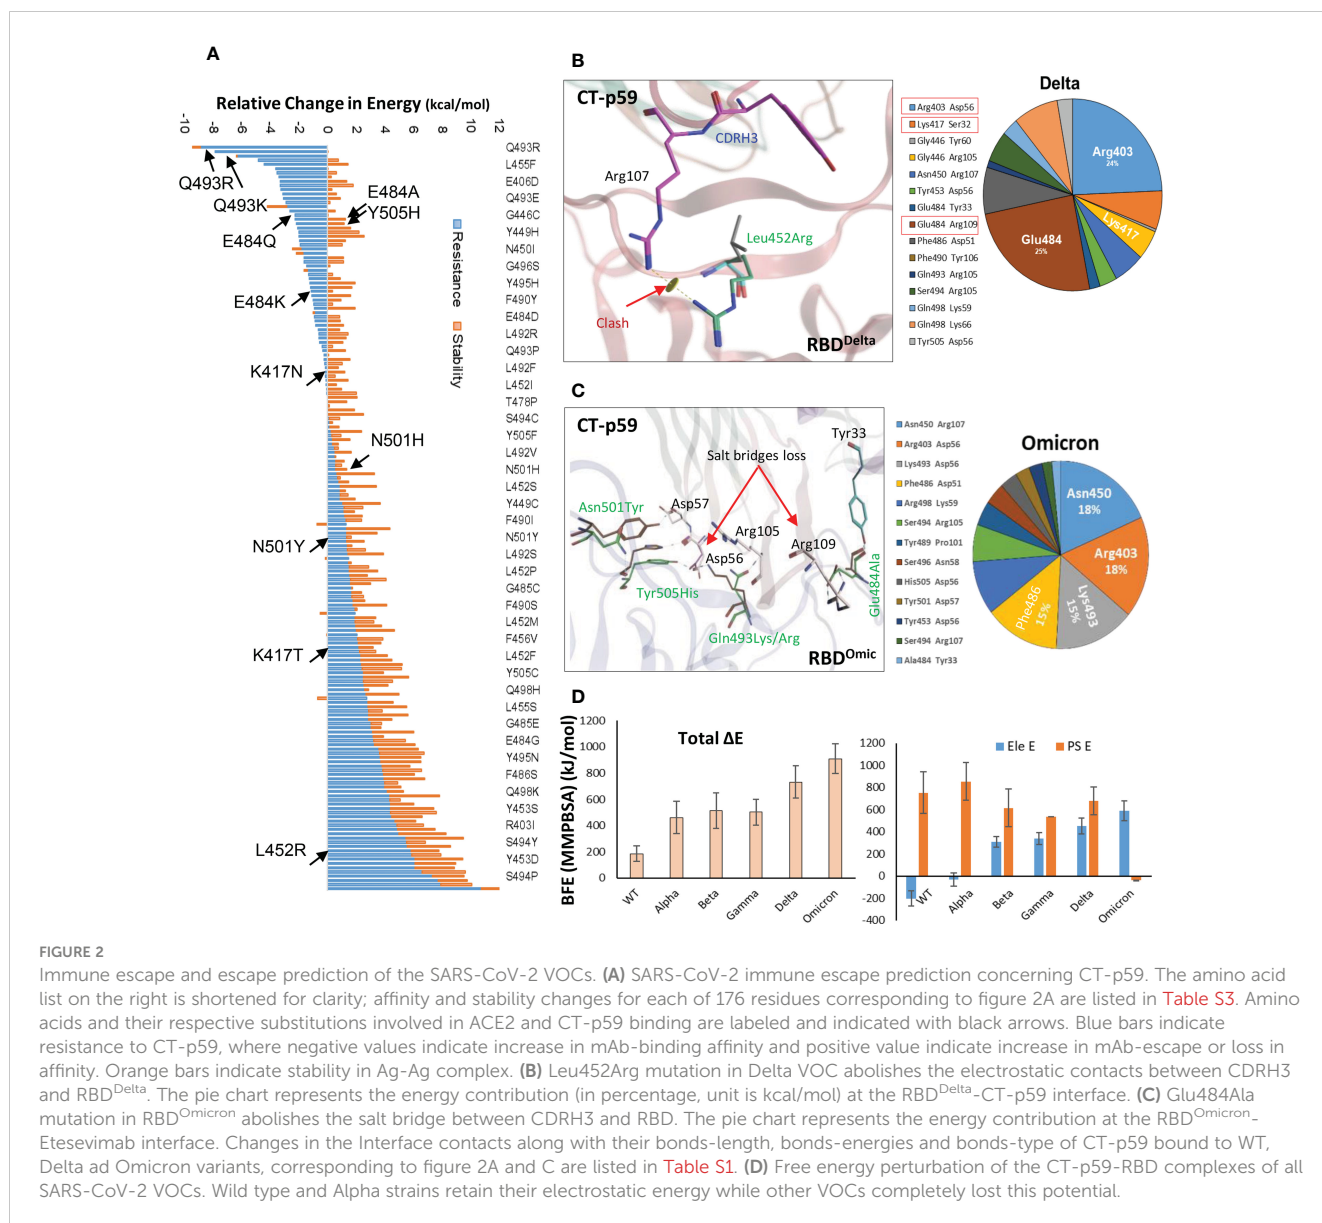 A
Relative Change in Energy (kcal/mol)
-10 -8 -6 -4 -2 0 2 4 6 8 10 12
Q493R
L455F
E406D
Q493E
G446C
Y449H
N450I
G496S
Y495H
F490Y
E484D
L492R
Q493P
L492F
L452I
T478P
S494C
Y505F
L492V
N501H
L452S
Y449C
F490I
N501Y
L492S
L452P
G485C
F490S
L452M
F456V
L452F
Y505C
Q498H
L455S
G485E
E484G
Y495N
F486S
Q498K
Y453S
R403I
S494Y
Y453D
S494P
Q493R
Q493K
E484A
Y505H
E484Q
E484K
K417N
N501H
N501Y
K417T
L452R
Resistance
Stability
B
CT-p59
CDRH3
Arg107
Leu452Arg
Clash
RBDDelta
Delta
Arg403 Asp56
Lys417 Ser32
Gly446 Tyr60
Gly446 Arg105
Asn450 Arg107
Tyr453 Asp56
Glu484 Tyr33
Glu484 Arg109
Phe486 Asp51
Phe490 Tyr106
Gln493 Arg105
Ser494 Arg105
Gln498 Lys59
Gln498 Lys66
Tyr505 Asp56
Arg403
24%
Lys417
Glu484
25%
C
CT-p59
Tyr33
Salt bridges loss
Asn501Tyr
Asp57
Arg105
Arg109
Asp56
Tyr505His
Glu484Ala
Gln493Lys/Arg
RBDOmic
Omicron
Asn450 Arg107
Arg403 Asp56
Lys493 Asp56
Phe486 Asp51
Arg498 Lys59
Ser494 Arg105
Tyr489 Pro101
Ser496 Asn58
His505 Asp56
Tyr501 Asp57
Tyr453 Asp56
Ser494 Arg107
Ala484 Tyr33
Asn450
18%
Arg403
18%
Lys493
15%
Phe486
15%
D
BFE (MMPBSA) (kJ/mol)
Total ΔE
1200
1000
800
600
400
200
0
WT Alpha Beta Gamma Delta Omicron
Ele E PS E
1200
1000
800
600
400
200
0
-200
-400
WT Alpha Beta Gamma Delta Omicron
FIGURE 2
Immune escape and escape prediction of the SARS-CoV-2 VOCs. (A) SARS-CoV-2 immune escape prediction concerning CT-p59. The amino acid
list on the right is shortened for clarity; affinity and stability changes for each of 176 residues corresponding to figure 2A are listed in Table S3. Amino
acids and their respective substitutions involved in ACE2 and CT-p59 binding are labeled and indicated with black arrows. Blue bars indicate
resistance to CT-p59, where negative values indicate increase in mAb-binding affinity and positive value indicate increase in mAb-escape or loss in
affinity. Orange bars indicate stability in Ag-Ag complex. (B) Leu452Arg mutation in Delta VOC abolishes the electrostatic contacts between CDRH3
and RBDDelta. The pie chart represents the energy contribution (in percentage, unit is kcal/mol) at the RBDDelta-CT-p59 interface. (C) Glu484Ala
mutation in RBDOmicron abolishes the salt bridge between CDRH3 and RBD. The pie chart represents the energy contribution at the RBDOmicron-
Etesevimab interface. Changes in the Interface contacts along with their bonds-length, bonds-energies and bonds-type of CT-p59 bound to WT,
Delta ad Omicron variants, corresponding to figure 2A and C are listed in Table S1. (D) Free energy perturbation of the CT-p59-RBD complexes of all
SARS-CoV-2 VOCs. Wild type and Alpha strains retain their electrostatic energy while other VOCs completely lost this potential.